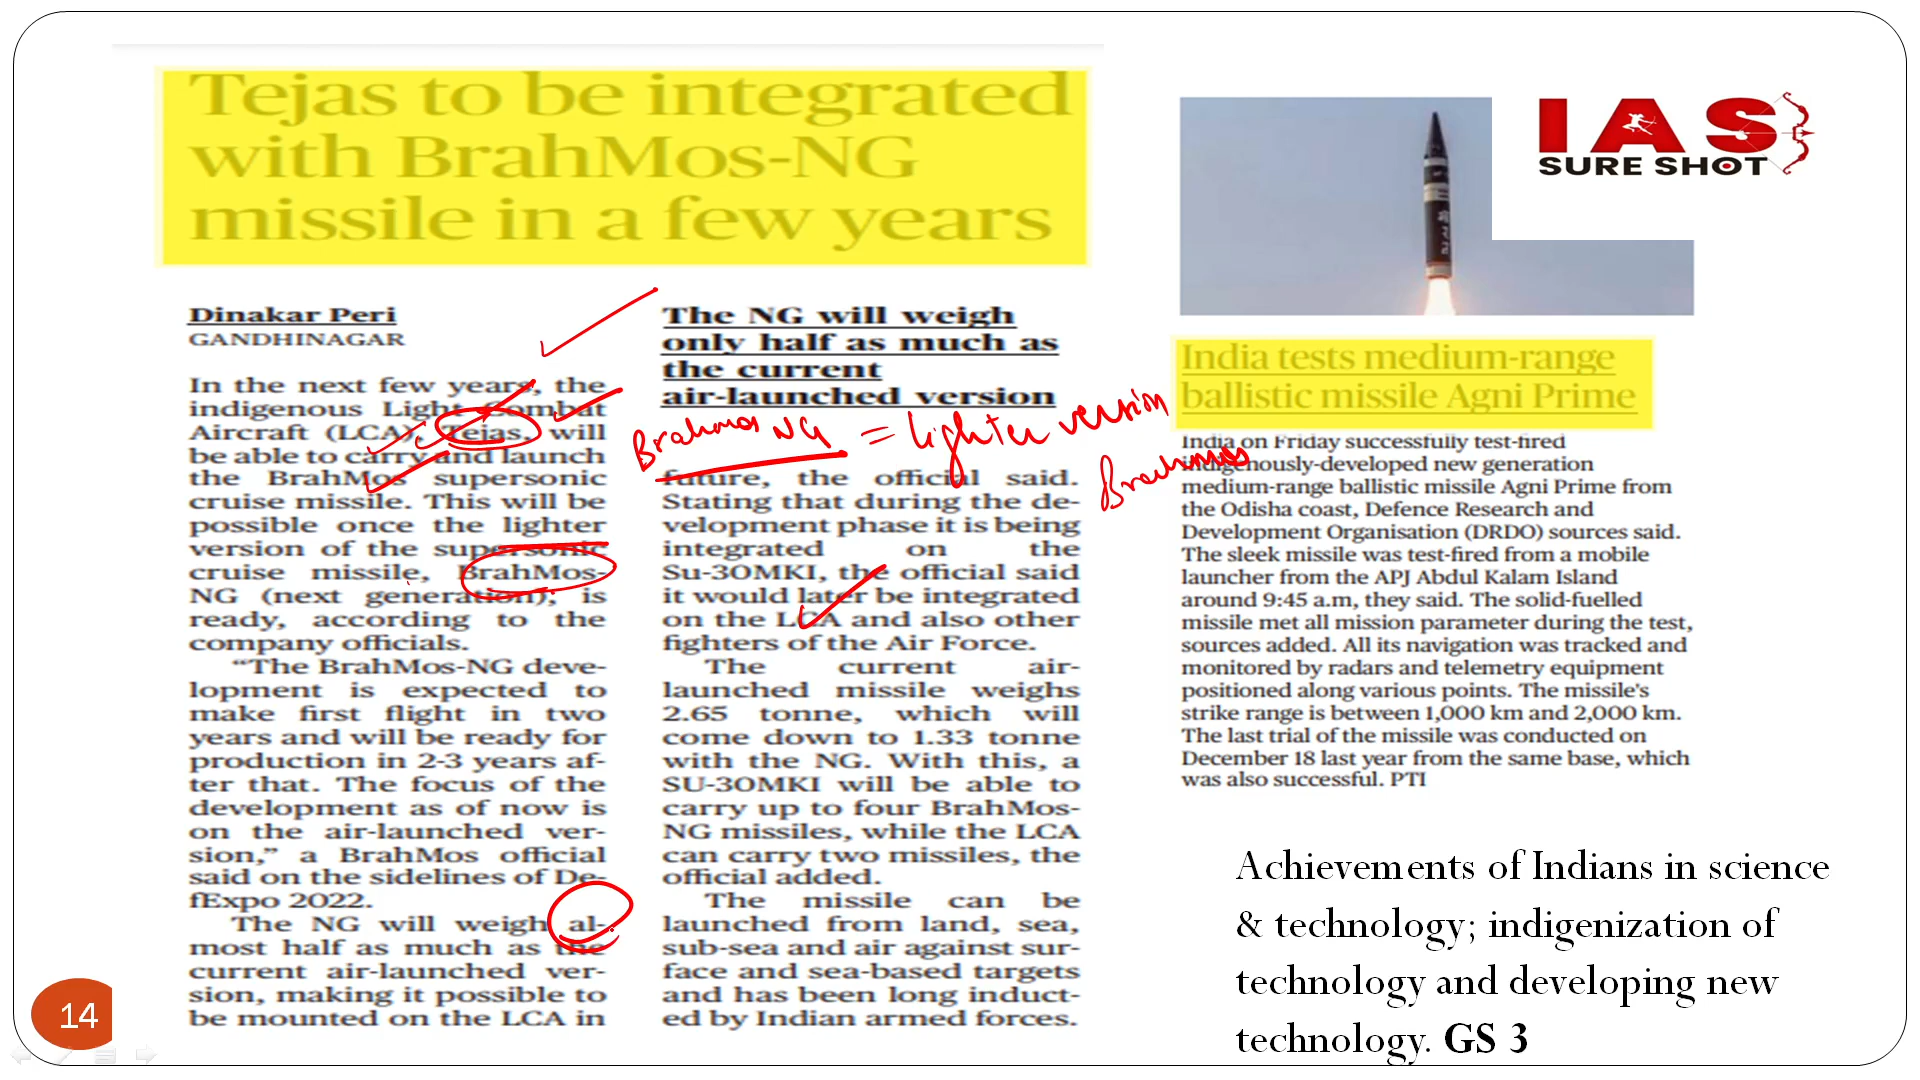 Tejas to be integrated
with BrahMos-NG
missile in a few years
Dinakar Peri
GANDHINAGAR
In the next few years, the
indigenous Light Combat
Aircraft (LCA), Tejas, will
be able to carry and launch
the BrahMos supersonic
cruise missile. This will be
possible once the lighter
version of the supersonic
cruise missile, BrahMos-
NG (next generation), is
ready, according to the
company officials.
“The BrahMos-NG deve-
lopment is expected to
make first flight in two
years and will be ready for
production in 2-3 years af-
ter that. The focus of the
development as of now is
on the air-launched ver-
sion,” a BrahMos official
said on the sidelines of De-
fExpo 2022.
The NG will weigh al-
most half as much as the
current air-launched ver-
sion, making it possible to
be mounted on the LCA in
The NG will weigh
only half as much as
the current
air-launched version
Brahmos NG = lighter version
Brahmos
future, the official said.
Stating that during the de-
velopment phase it is being
integrated on the
Su-30MKI, the official said
it would later be integrated
on the LCA and also other
fighters of the Air Force.
The current air-
launched missile weighs
2.65 tonne, which will
come down to 1.33 tonne
with the NG. With this, a
SU-30MKI will be able to
carry up to four BrahMos-
NG missiles, while the LCA
can carry two missiles, the
official added.
The missile can be
launched from land, sea,
sub-sea and air against sur-
face and sea-based targets
and has been long induct-
ed by Indian armed forces.
IAS
SURE SHOT
India tests medium-range
ballistic missile Agni Prime
India on Friday successfully test-fired
indigenously-developed new generation
medium-range ballistic missile Agni Prime from
the Odisha coast, Defence Research and
Development Organisation (DRDO) sources said.
The sleek missile was test-fired from a mobile
launcher from the APJ Abdul Kalam Island
around 9:45 a.m, they said. The solid-fuelled
missile met all mission parameter during the test,
sources added. All its navigation was tracked and
monitored by radars and telemetry equipment
positioned along various points. The missile's
strike range is between 1,000 km and 2,000 km.
The last trial of the missile was conducted on
December 18 last year from the same base, which
was also successful. PTI
Achievements of Indians in science
& technology; indigenization of
technology and developing new
technology. GS 3
14